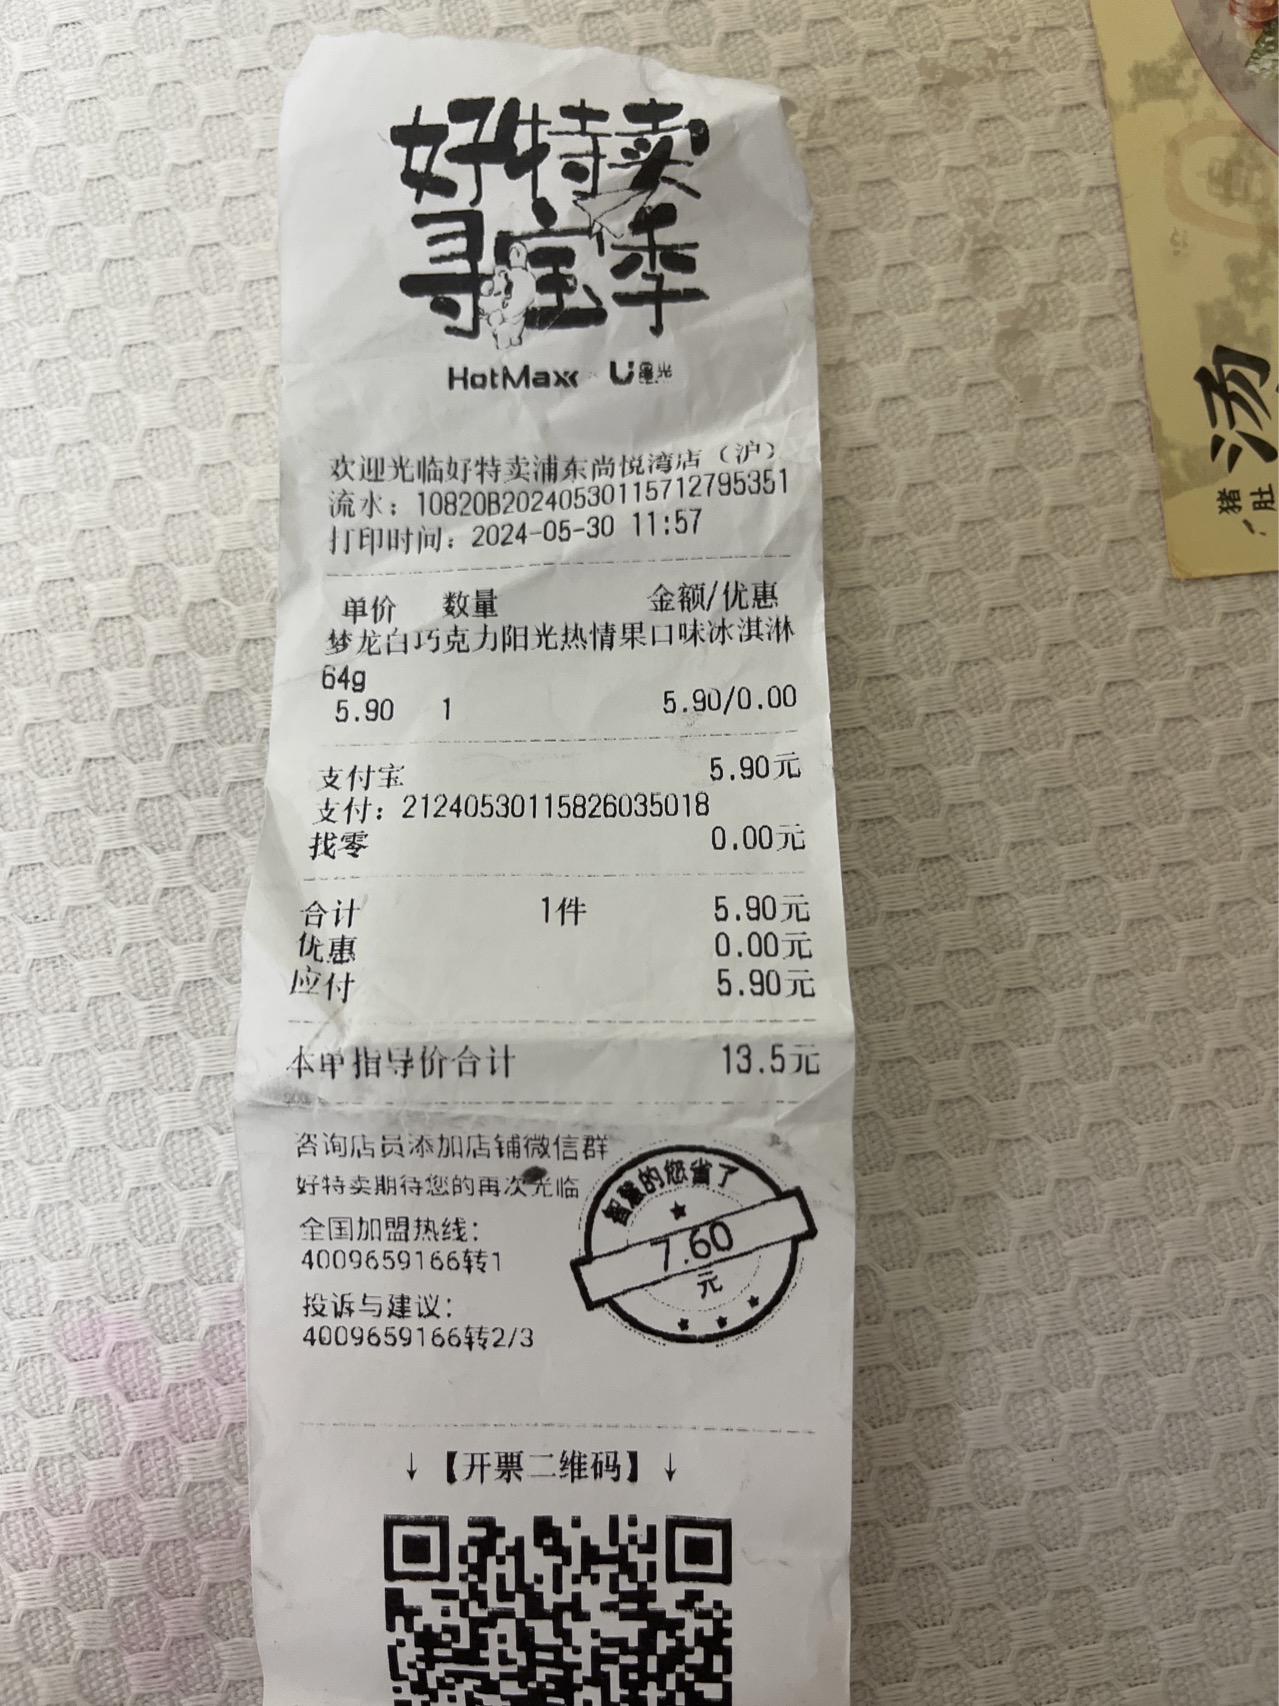 好特卖
寻宝季
HotMaxx U星光
欢迎光临好特卖浦东尚悦湾店（沪）
流水：10820B20240530115712795351
打印时间：2024-05-30 11:57
单价 数量 金额/优惠
梦龙白巧克力阳光热情果口味冰淇淋
64g
5.90 1 5.90/0.00
支付宝 5.90元
支付：21240530115826035018
找零 0.00元
合计 1件 5.90元
优惠 0.00元
应付 5.90元
本单指导价合计 13.5元
咨询店员添加店铺微信群
好特卖期待您的再次光临
全国加盟热线：
4009659166转1
投诉与建议：
4009659166转2/3
智慧的您省了
7.60
元
↓【开票二维码】↓
汤
猪肚